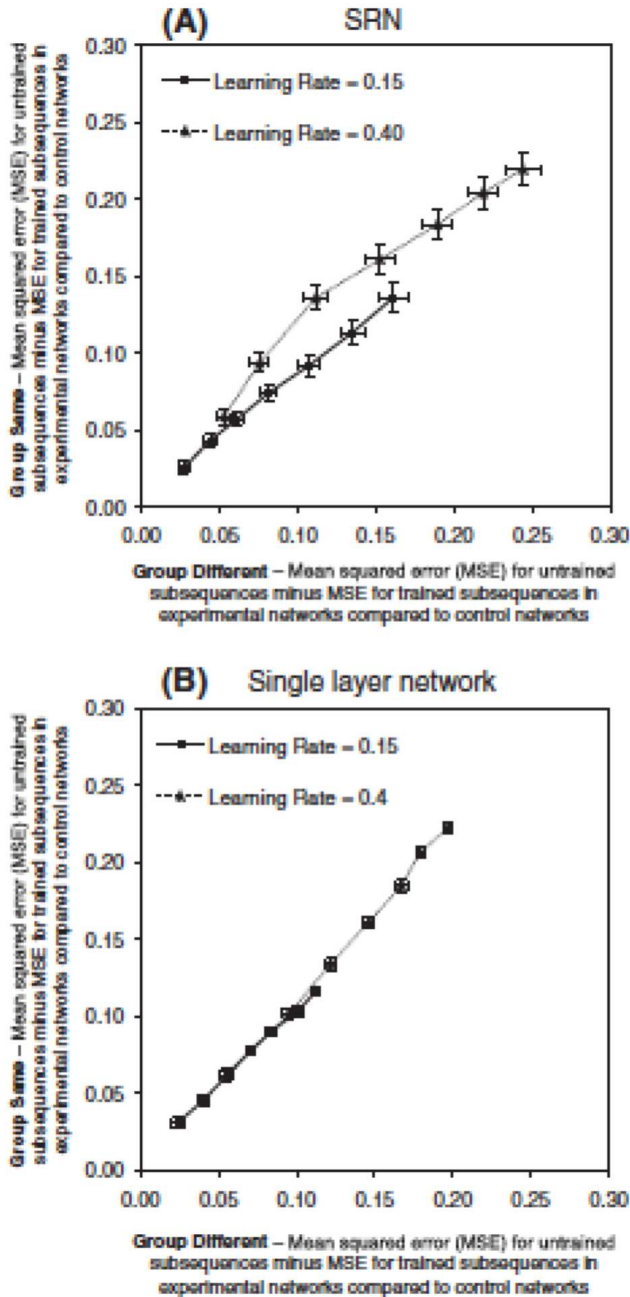 (A) SRN
Group Same – Mean squared error (MSE) for untrained
subsequences minus MSE for trained subsequences in
experimental networks compared to control networks
0.30
0.25
0.20
0.15
0.10
0.05
0.00
Learning Rate = 0.15
Learning Rate = 0.40
0.00 0.05 0.10 0.15 0.20 0.25 0.30
Group Different – Mean squared error (MSE) for untrained
subsequences minus MSE for trained subsequences in
experimental networks compared to control networks
(B) Single layer network
Group Same – Mean squared error (MSE) for untrained
subsequences minus MSE for trained subsequences in
experimental networks compared to control networks
0.30
0.25
0.20
0.15
0.10
0.05
0.00
Learning Rate = 0.15
Learning Rate = 0.4
0.00 0.05 0.10 0.15 0.20 0.25 0.30
Group Different – Mean squared error (MSE) for untrained
subsequences minus MSE for trained subsequences in
experimental networks compared to control networks